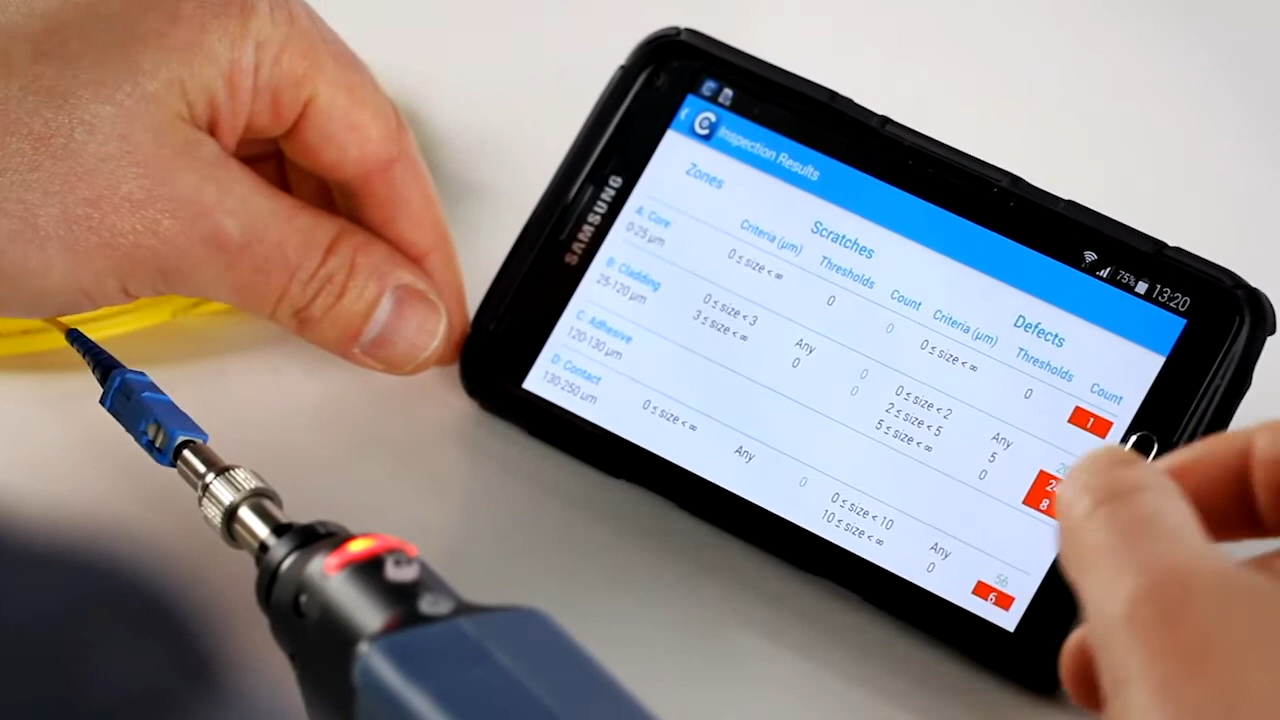 SAMSUNG
75% 13:20
Inspection Results
Zones Scratches Defects
Criteria (µm) Thresholds Count Criteria (µm) Thresholds Count
A: Core
0-25 µm 0 ≤ size < ∞ 0 0 0 ≤ size < ∞ 0 1
B: Cladding
25-120 µm 0 ≤ size < 3 Any 0 0 ≤ size < 2 Any
3 ≤ size < ∞ 0 0 2 ≤ size < 5 5
5 ≤ size < ∞ 0 8
C: Adhesive
120-130 µm
D: Contact
130-250 µm 0 ≤ size < ∞ Any 0 0 ≤ size < 10 Any 56
10 ≤ size < ∞ 0 6